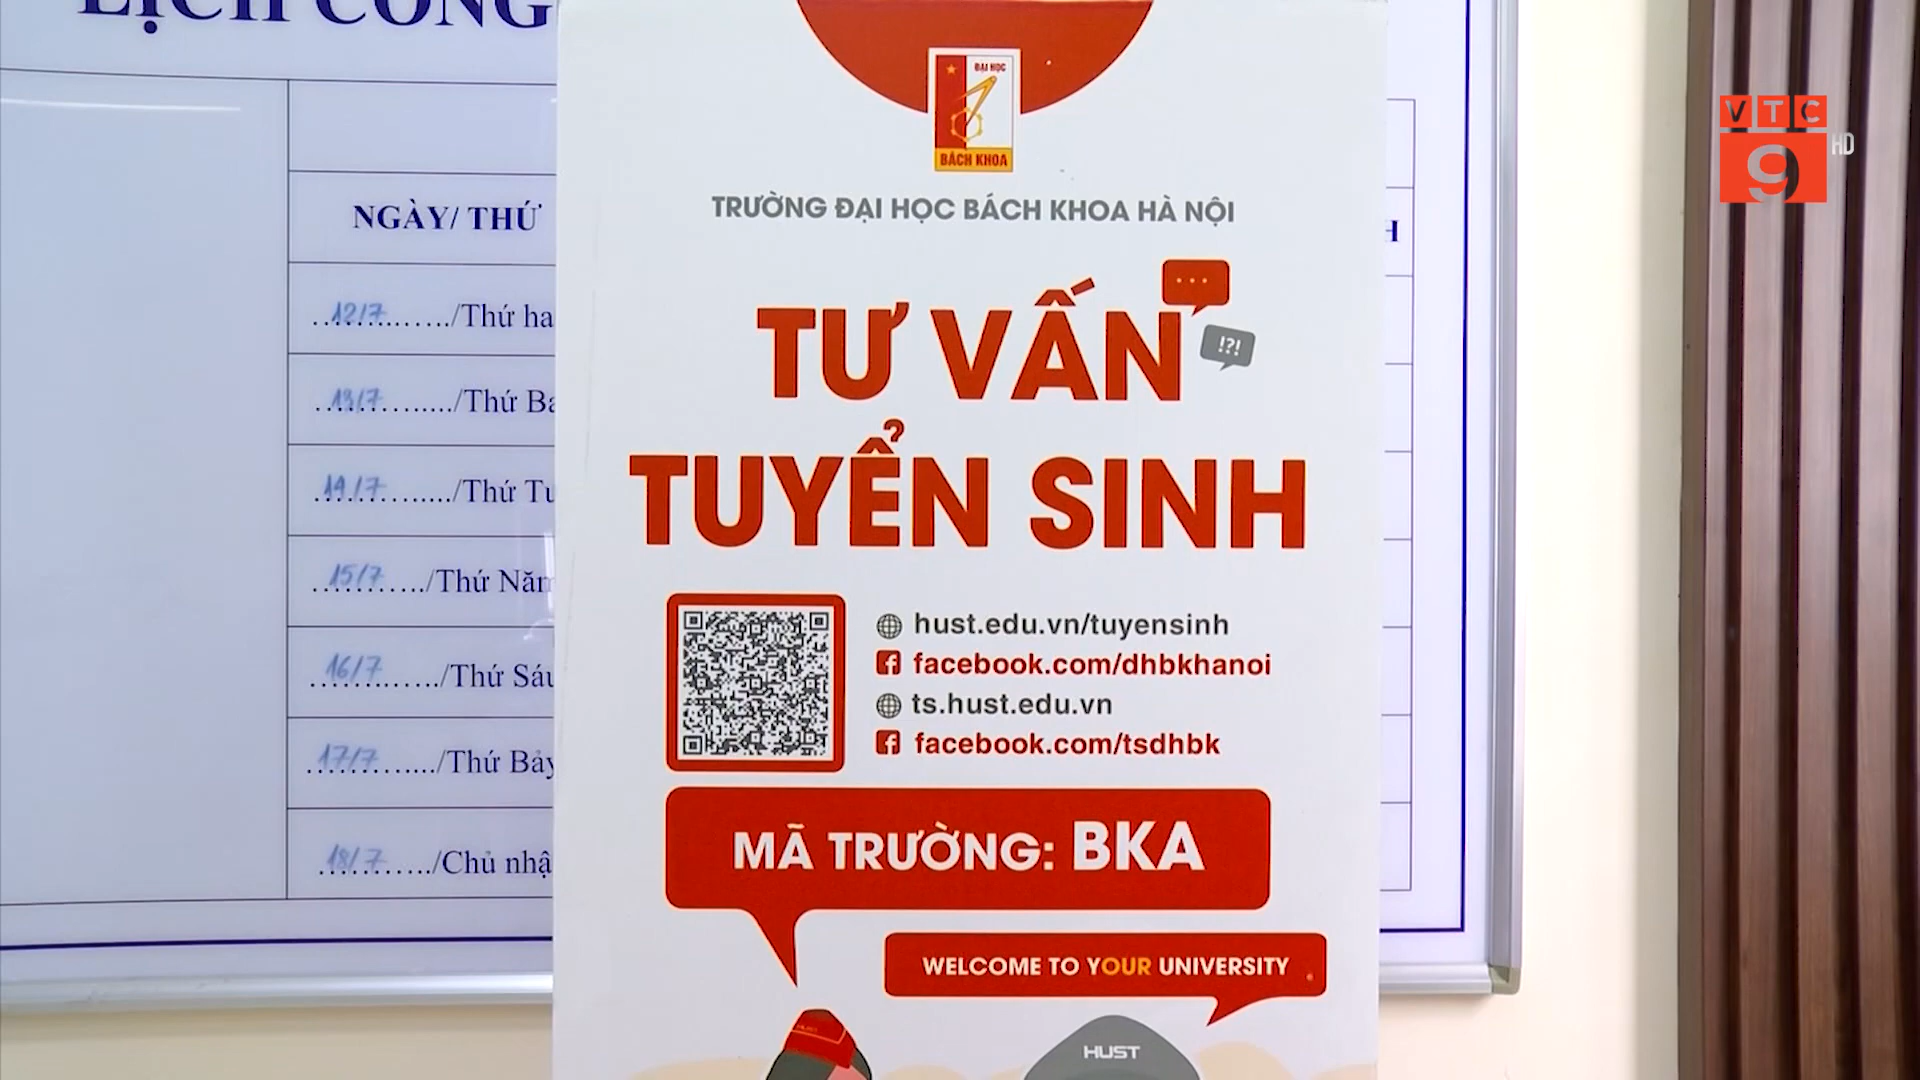 LỊCH CÔNG
NGÀY/ THỨ
12/7/Thứ ha
13/7/Thứ Ba
14/7/Thứ Tư
15/7/Thứ Năm
16/7/Thứ Sáu
17/7/Thứ Bảy
18/7/Chủ nhậ
H
ĐẠI HỌC
BÁCH KHOA
TRƯỜNG ĐẠI HỌC BÁCH KHOA HÀ NỘI
TƯ VẤN
...
!?!
TUYỂN SINH
hust.edu.vn/tuyensinh
facebook.com/dhbkhanoi
ts.hust.edu.vn
facebook.com/tsdhbk
MÃ TRƯỜNG: BKA
WELCOME TO YOUR UNIVERSITY
HUST
HUST
VTC
9
HD